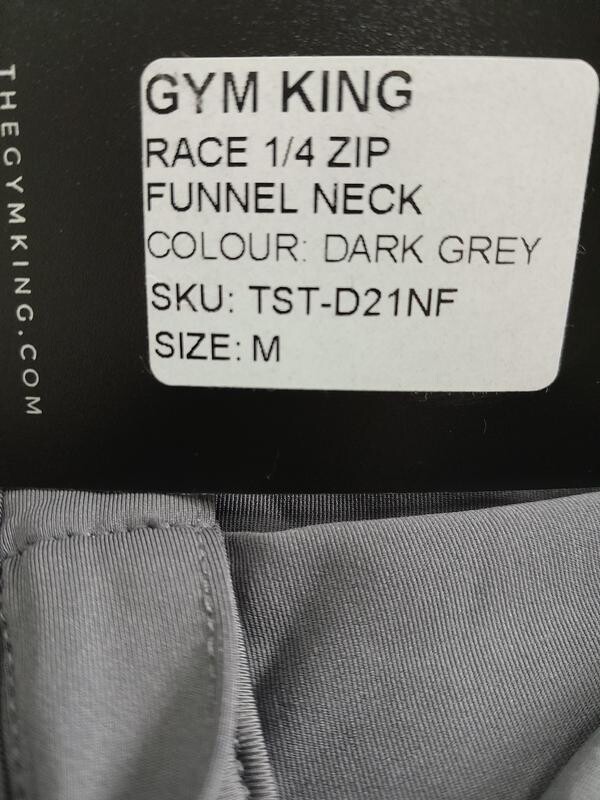 THEGYMKING.COM
GYM KING
RACE 1/4 ZIP
FUNNEL NECK
COLOUR: DARK GREY
SKU: TST-D21NF
SIZE: M